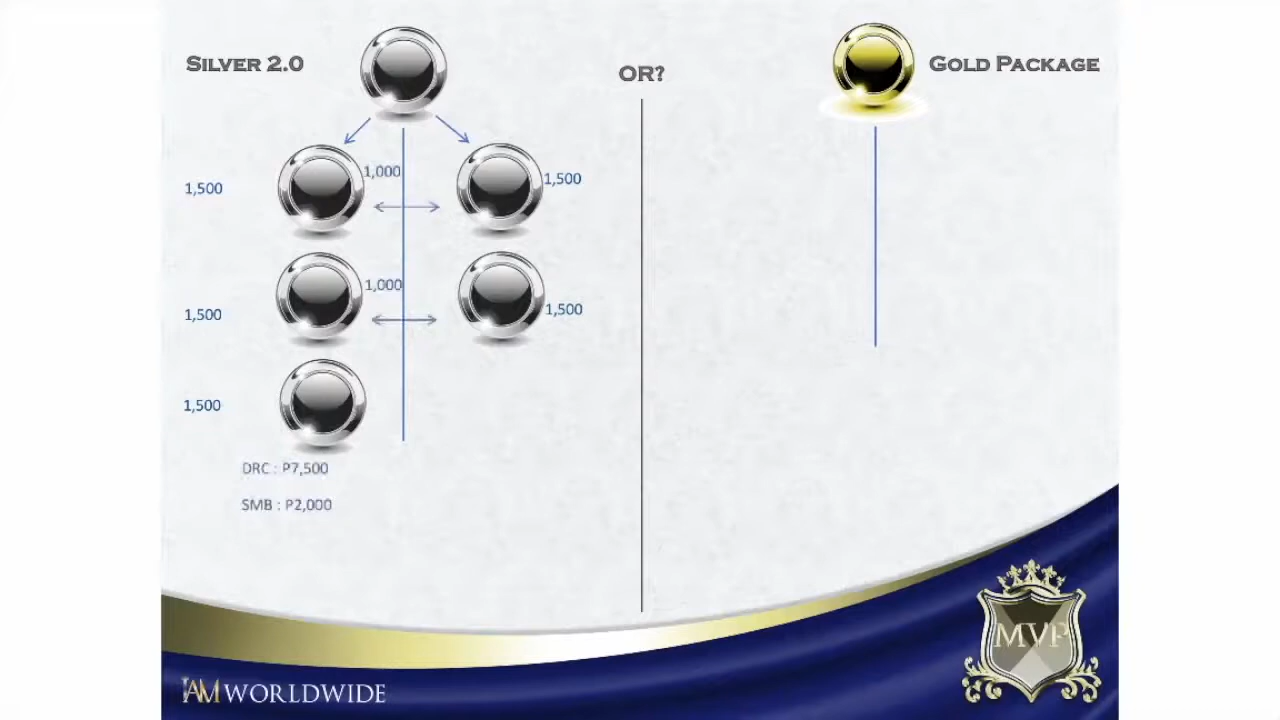 SILVER 2.0
OR?
GOLD PACKAGE
1,000
1,500
1,500
1,000
1,500
1,500
1,500
DRC : P7,500
SMB : P2,000
MVP
IAM WORLDWIDE